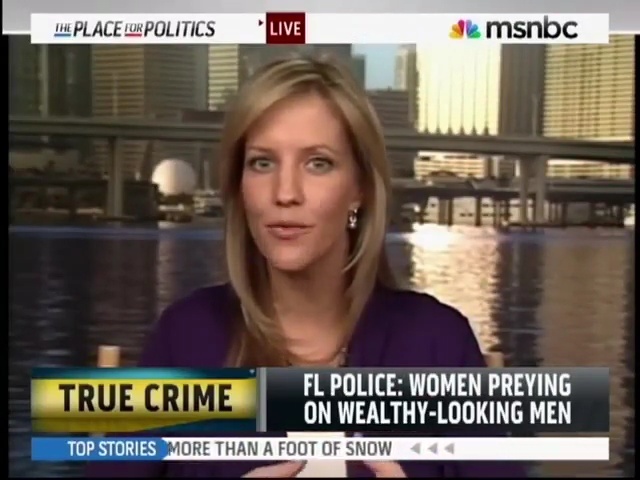 THE PLACE FOR POLITICS
LIVE
msnbc
TRUE CRIME
FL POLICE: WOMEN PREYING
ON WEALTHY-LOOKING MEN
TOP STORIES
MORE THAN A FOOT OF SNOW